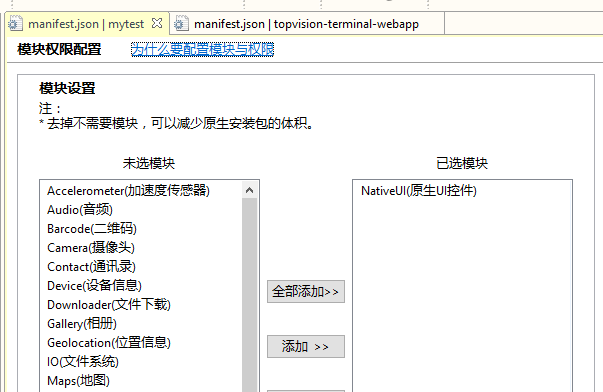 manifest.json | mytest
manifest.json | topvision-terminal-webapp
模块权限配置 为什么要配置模块与权限
模块设置
注：
* 去掉不需要模块，可以减少原生安装包的体积。
未选模块
已选模块
Accelerometer(加速度传感器)
Audio(音频)
Barcode(二维码)
Camera(摄像头)
Contact(通讯录)
Device(设备信息)
Downloader(文件下载)
Gallery(相册)
Geolocation(位置信息)
IO(文件系统)
Maps(地图)
全部添加>>
添加 >>
NativeUI(原生UI控件)